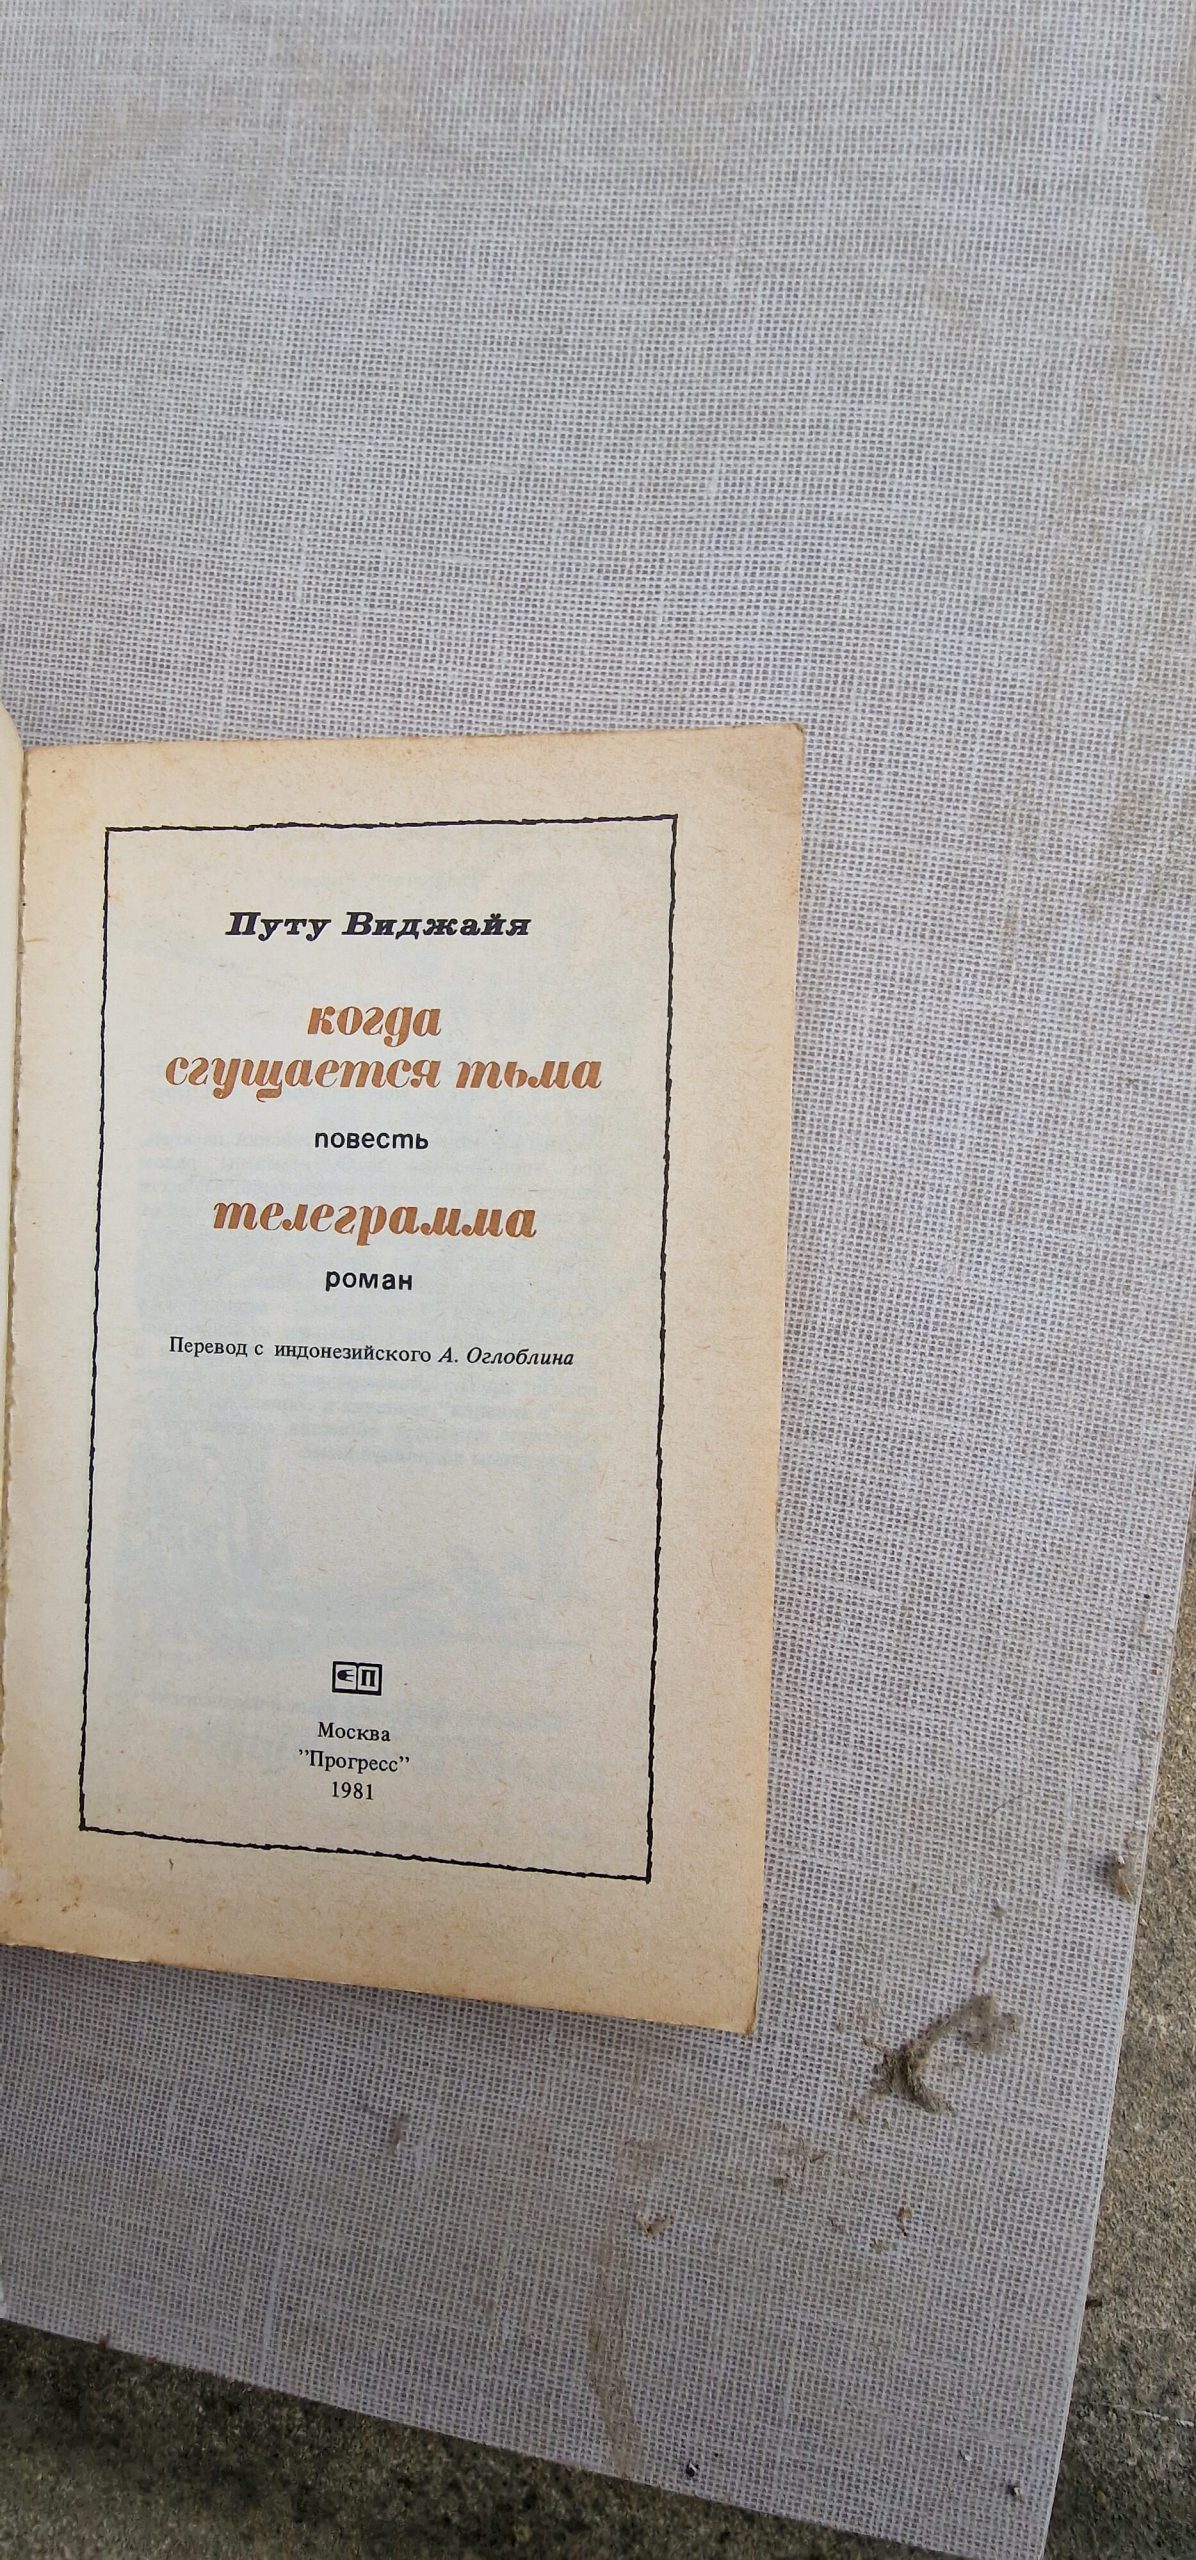 Путу Виджайя
когда
сгущается тьма
повесть
телеграмма
роман
Перевод с индонезийского А. Оглоблина
П
Москва
"Прогресс"
1981